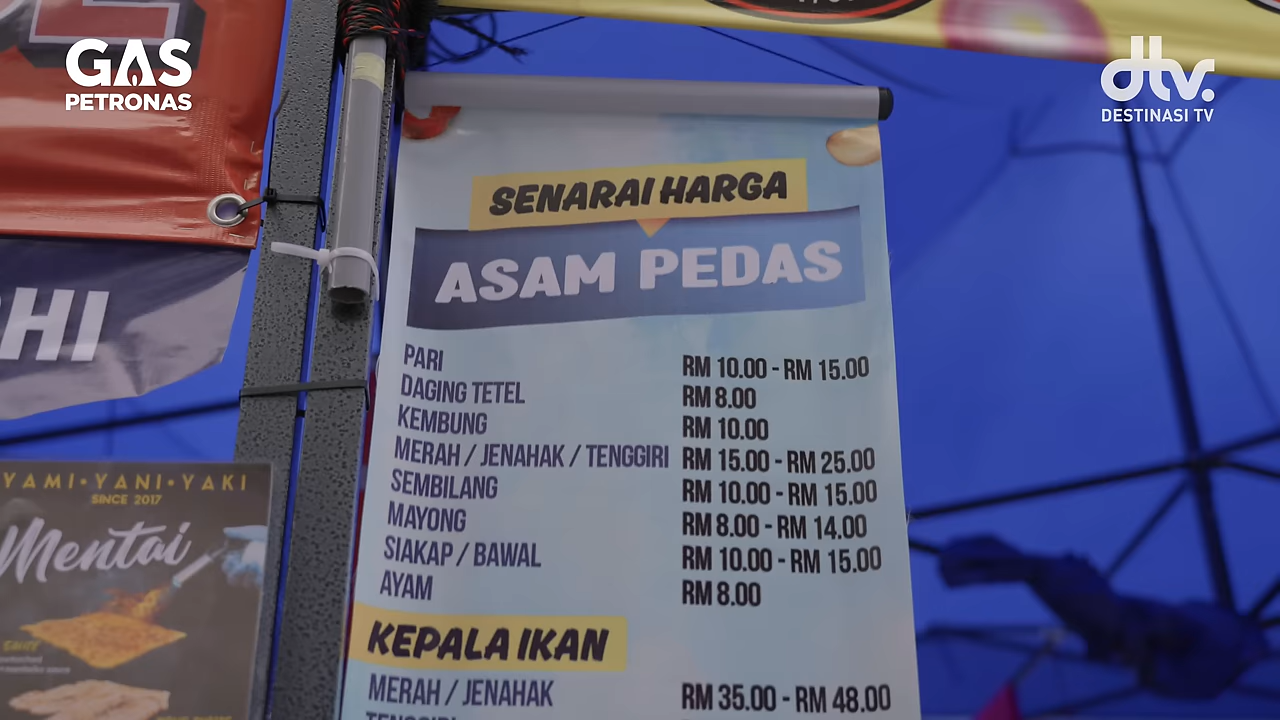 GAS
PETRONAS
dtv.
DESTINASI TV
SENARAI HARGA
ASAM PEDAS
PARI RM 10.00 - RM 15.00
DAGING TETEL RM 8.00
KEMBUNG RM 10.00
MERAH / JENAHAK / TENGGIRI RM 15.00 - RM 25.00
SEMBILANG RM 10.00 - RM 15.00
MAYONG RM 8.00 - RM 14.00
SIAKAP / BAWAL RM 10.00 - RM 15.00
AYAM RM 8.00
KEPALA IKAN
MERAH / JENAHAK RM 35.00 - RM 48.00
TENGGIRI
HI
YAMI • YANI • YAKI
SINCE 2017
Mentai